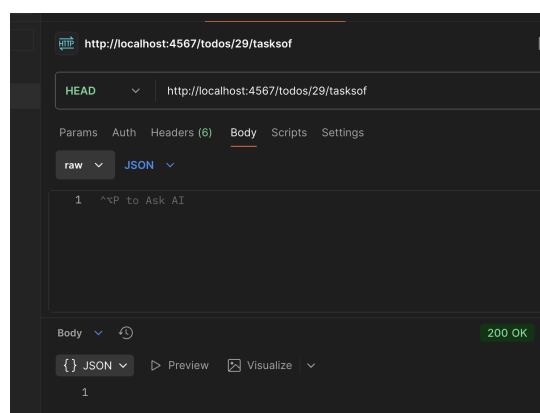 HTTP http://localhost:4567/todos/29/tasksof
HEAD http://localhost:4567/todos/29/tasksof
Params Auth Headers (6) Body Scripts Settings
raw JSON
1 ^⌥P to Ask AI
Body 200 OK
{} JSON Preview Visualize
1